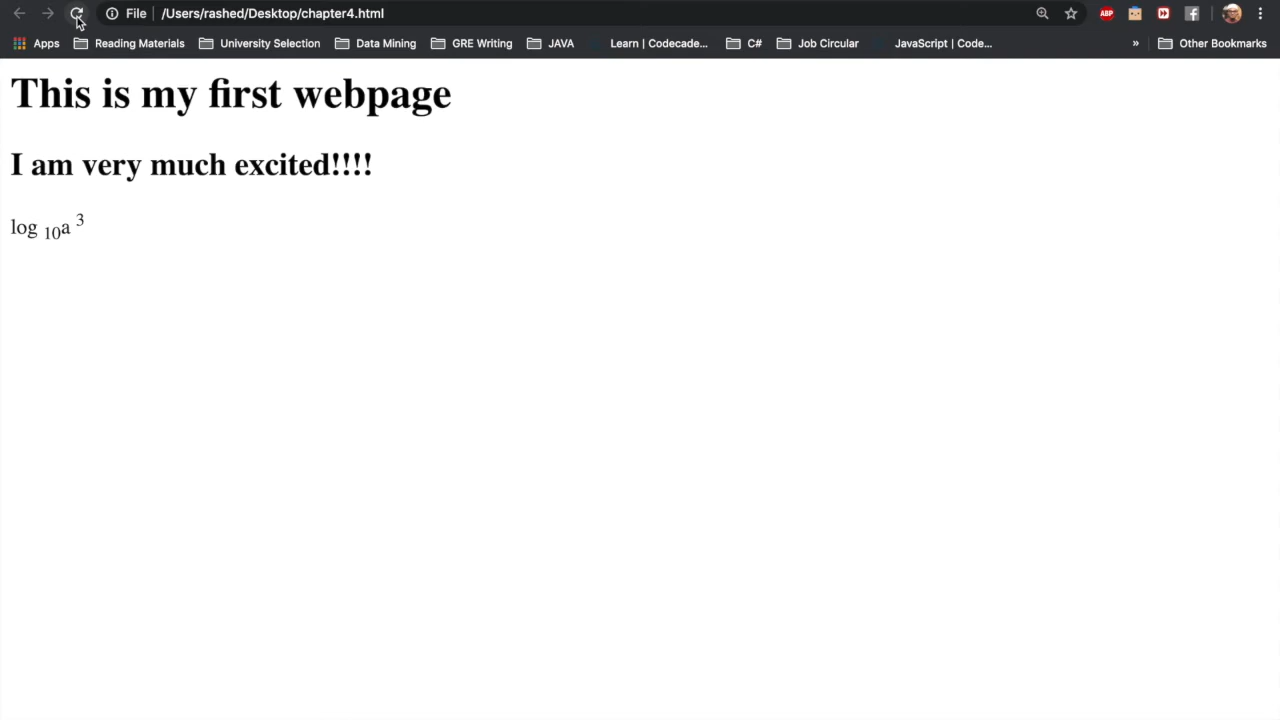 File /Users/rashed/Desktop/chapter4.html ABP
Apps Reading Materials University Selection Data Mining GRE Writing JAVA Learn | Codecade... C# Job Circular JavaScript | Code... » Other Bookmarks
This is my first webpage
I am very much excited!!!!
log 10a 3